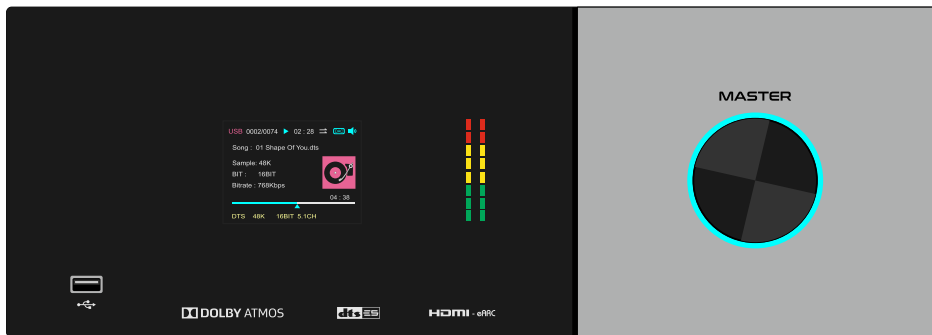 MASTER
USB 0002/0074 02 : 28
Song : 01 Shape Of You.dts
Sample: 48K
BIT : 16BIT
Bitrate : 768Kbps
04 : 38
DTS 48K 16BIT 5.1CH
DOLBY ATMOS
dts ES
HDMI - eARC